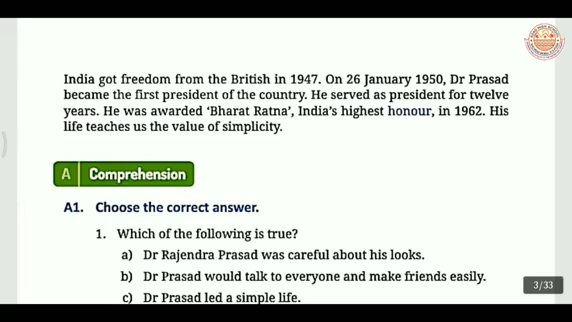 India got freedom from the British in 1947. On 26 January 1950, Dr Prasad
became the first president of the country. He served as president for twelve
years. He was awarded ‘Bharat Ratna’, India’s highest honour, in 1962. His
life teaches us the value of simplicity.
A Comprehension
A1. Choose the correct answer.
1. Which of the following is true?
a) Dr Rajendra Prasad was careful about his looks.
b) Dr Prasad would talk to everyone and make friends easily.
c) Dr Prasad led a simple life.
3/33